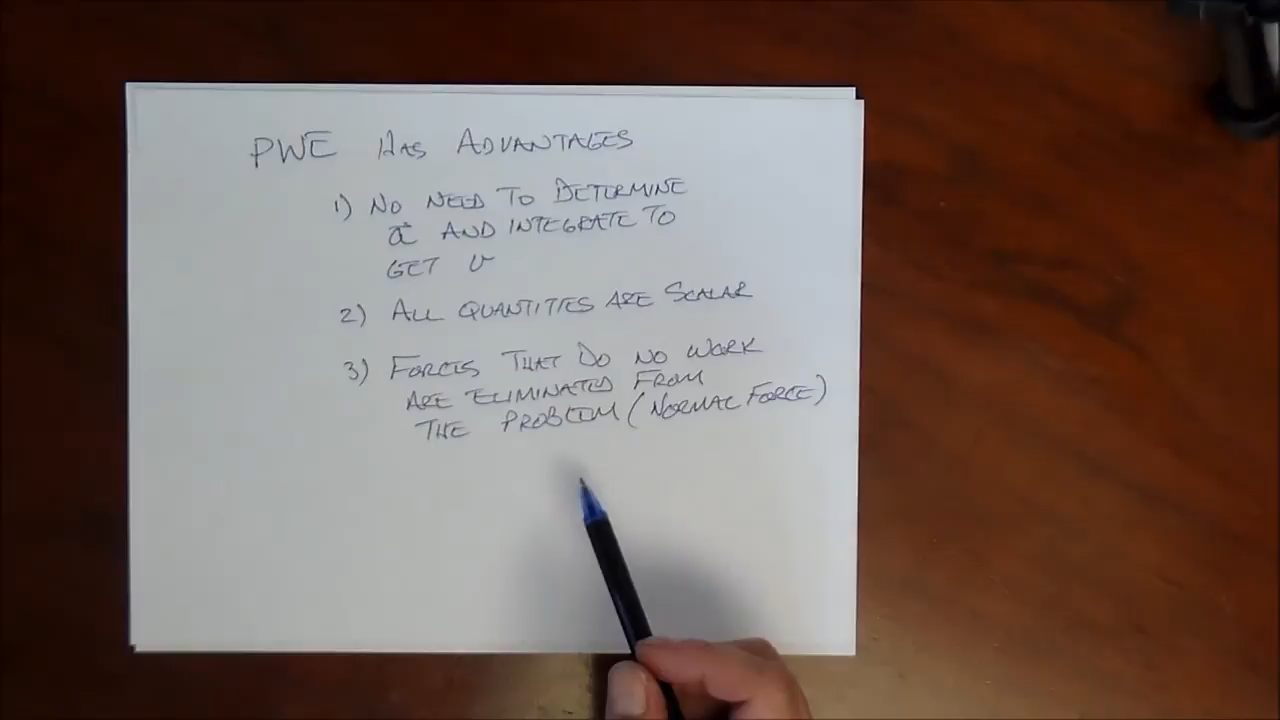 PWE HAS ADVANTAGES
1) NO NEED TO DETERMINE
a⃗ AND INTEGRATE TO
GET v
2) ALL QUANTITIES ARE SCALAR
3) FORCES THAT DO NO WORK
ARE ELIMINATED FROM
THE PROBLEM (NORMAL FORCE)